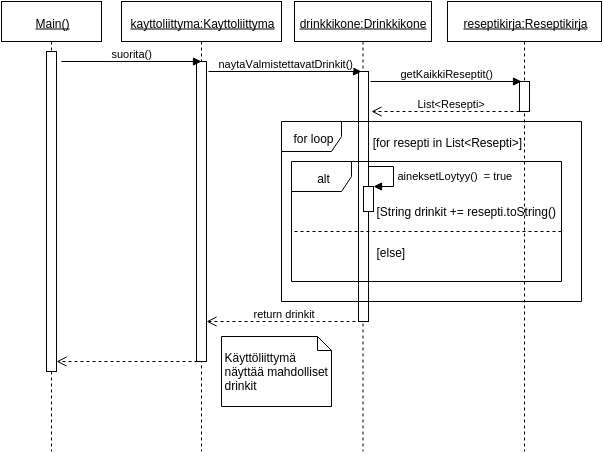 Main()
kayttoliittyma:Kayttoliittyma
drinkkikone:Drinkkikone
reseptikirja:Reseptikirja
suorita()
naytaValmistettavatDrinkit()
getKaikkiReseptit()
List<Resepti>
for loop
[for resepti in List<Resepti>]
alt
aineksetLoytyy() = true
[String drinkit += resepti.toString()
[else]
return drinkit
Käyttöliittymä
näyttää mahdolliset
drinkit